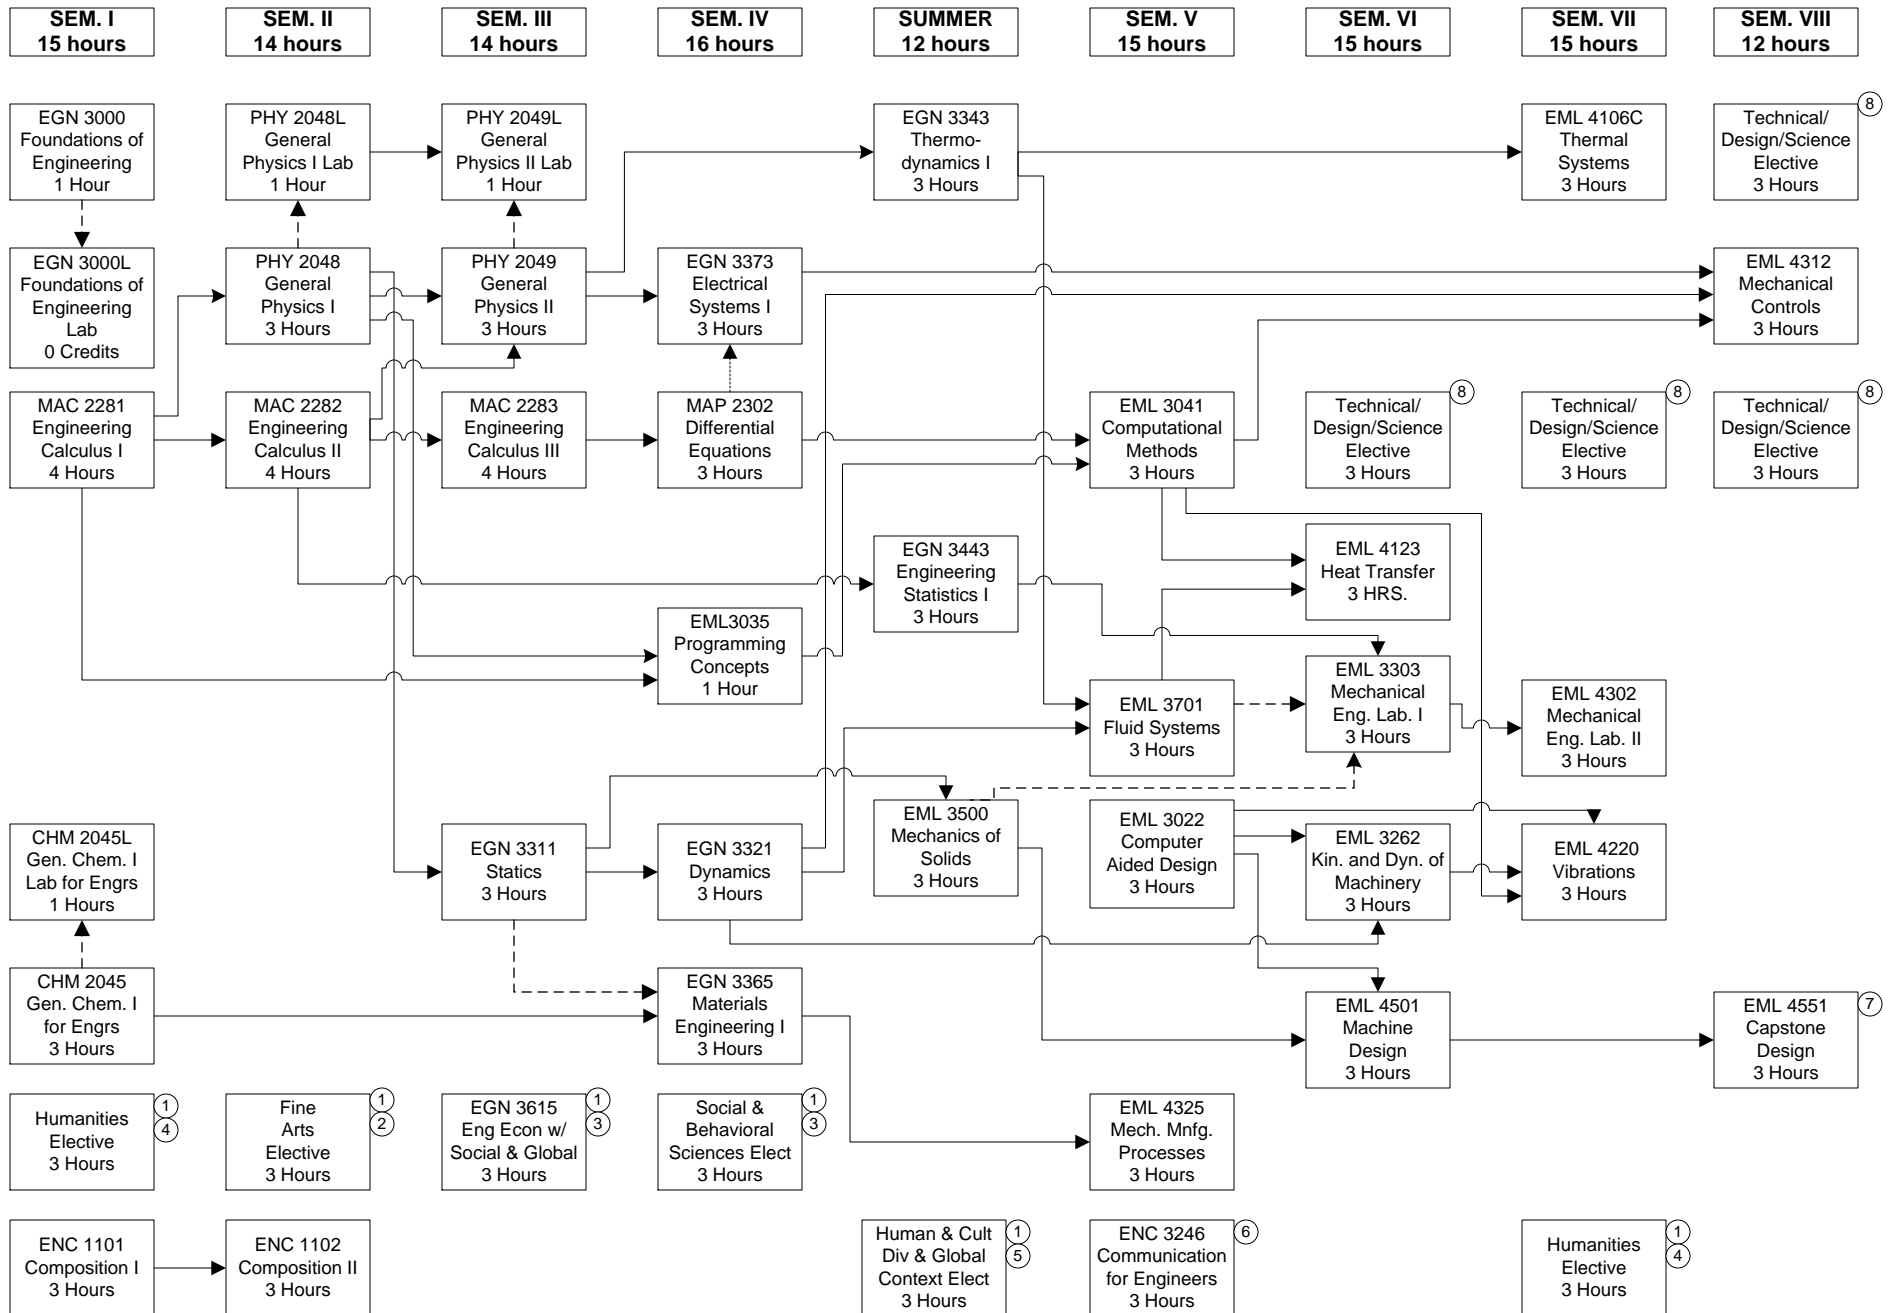 SEM. I
15 hours
SEM. II
14 hours
SEM. III
14 hours
SEM. IV
16 hours
SUMMER
12 hours
SEM. V
15 hours
SEM. VI
15 hours
SEM. VII
15 hours
SEM. VIII
12 hours
EGN 3000
Foundations of
Engineering
1 Hour
PHY 2048L
General
Physics I Lab
1 Hour
PHY 2049L
General
Physics II Lab
1 Hour
EGN 3343
Thermo-
dynamics I
3 Hours
EML 4106C
Thermal
Systems
3 Hours
Technical/
Design/Science
Elective
3 Hours
8
EGN 3000L
Foundations of
Engineering
Lab
0 Credits
PHY 2048
General
Physics I
3 Hours
PHY 2049
General
Physics II
3 Hours
EGN 3373
Electrical
Systems I
3 Hours
EML 4312
Mechanical
Controls
3 Hours
MAC 2281
Engineering
Calculus I
4 Hours
MAC 2282
Engineering
Calculus II
4 Hours
MAC 2283
Engineering
Calculus III
4 Hours
MAP 2302
Differential
Equations
3 Hours
EML 3041
Computational
Methods
3 Hours
Technical/
Design/Science
Elective
3 Hours
8
Technical/
Design/Science
Elective
3 Hours
8
Technical/
Design/Science
Elective
3 Hours
8
EGN 3443
Engineering
Statistics I
3 Hours
EML 4123
Heat Transfer
3 HRS.
EML3035
Programming
Concepts
1 Hour
EML 3701
Fluid Systems
3 Hours
EML 3303
Mechanical
Eng. Lab. I
3 Hours
EML 4302
Mechanical
Eng. Lab. II
3 Hours
CHM 2045L
Gen. Chem. I
Lab for Engrs
1 Hours
EGN 3311
Statics
3 Hours
EGN 3321
Dynamics
3 Hours
EML 3500
Mechanics of
Solids
3 Hours
EML 3022
Computer
Aided Design
3 Hours
EML 3262
Kin. and Dyn. of
Machinery
3 Hours
EML 4220
Vibrations
3 Hours
CHM 2045
Gen. Chem. I
for Engrs
3 Hours
EGN 3365
Materials
Engineering I
3 Hours
EML 4501
Machine
Design
3 Hours
EML 4551
Capstone
Design
3 Hours
7
Humanities
Elective
3 Hours
1
4
Fine
Arts
Elective
3 Hours
1
2
EGN 3615
Eng Econ w/
Social & Global
3 Hours
1
3
Social &
Behavioral
Sciences Elect
3 Hours
1
3
EML 4325
Mech. Mnfg.
Processes
3 Hours
ENC 1101
Composition I
3 Hours
ENC 1102
Composition II
3 Hours
Human & Cult
Div & Global
Context Elect
3 Hours
1
5
ENC 3246
Communication
for Engineers
3 Hours
6
Humanities
Elective
3 Hours
1
4